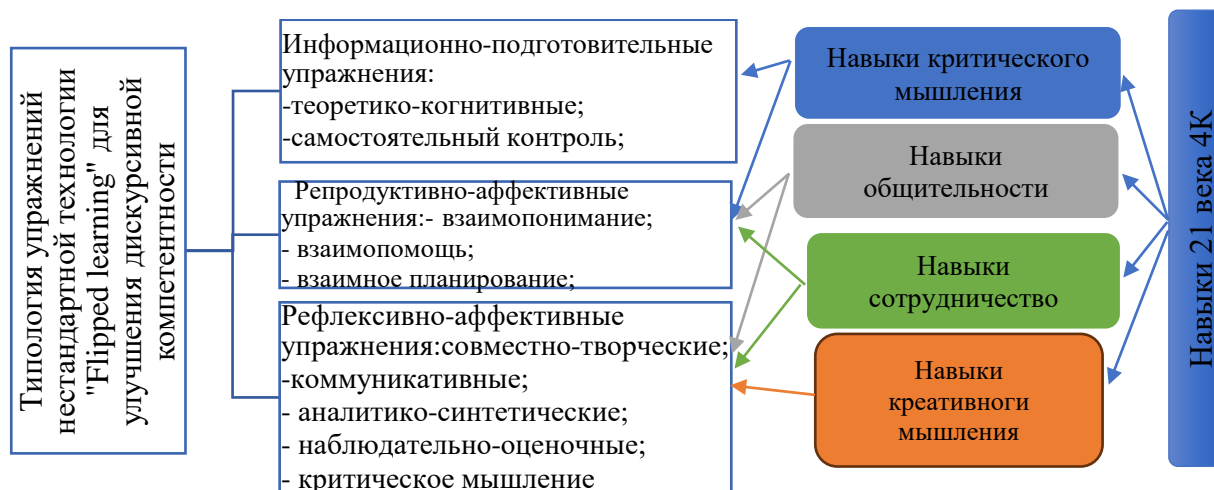 Типология упражнений
нестандартной технологии
"Flipped learning" для
улучшения дискурсивной
компетентности
Информационно-подготовительные
упражнения:
-теоретико-когнитивные;
-самостоятельный контроль;
Репродуктивно-аффективные
упражнения:- взаимопонимание;
- взаимопомощь;
- взаимное планирование;
Рефлексивно-аффективные
упражнения:совместно-творческие;
-коммуникативные;
- аналитико-синтетические;
- наблюдательно-оценочные;
- критическое мышление
Навыки критического
мышления
Навыки
общительности
Навыки
сотрудничество
Навыки
креативноги
мышления
Навыки 21 века 4К